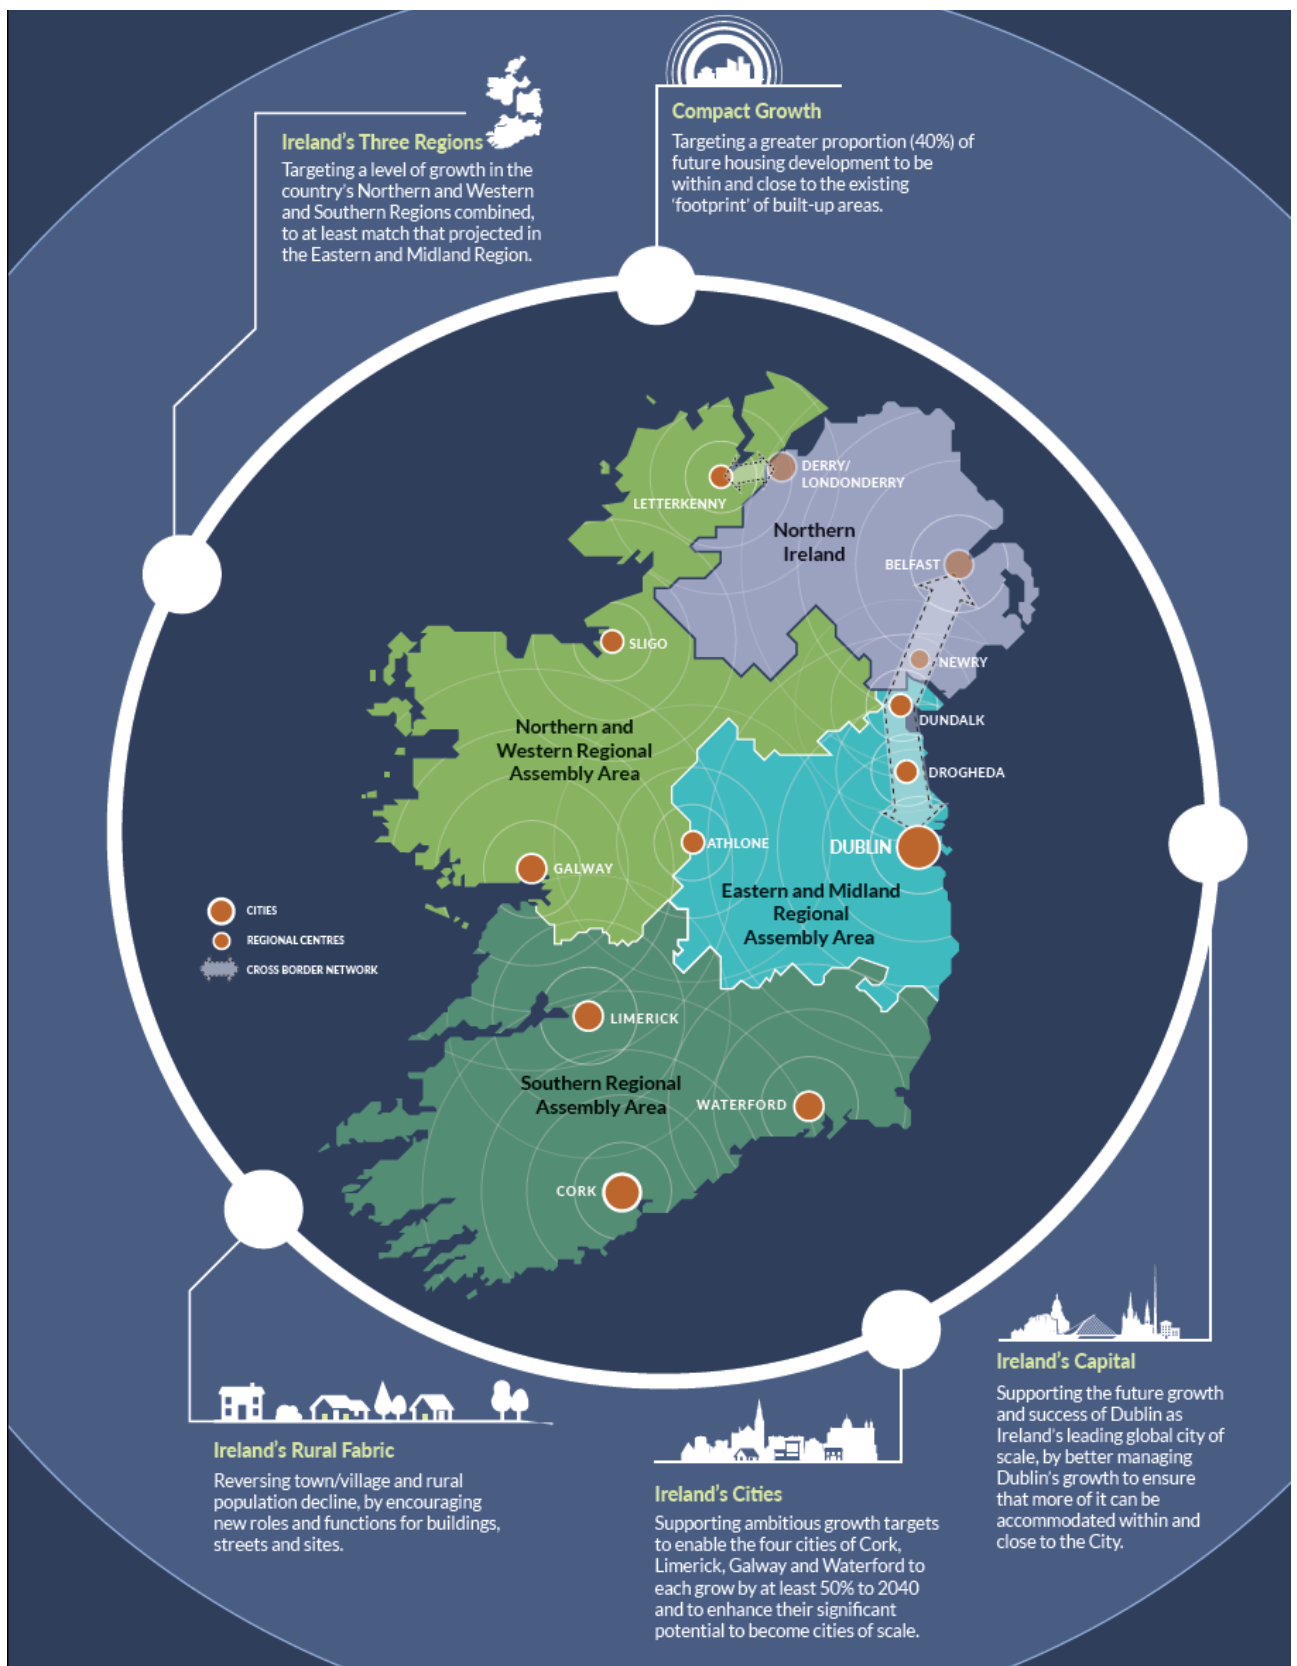 Ireland's Three Regions
Targeting a level of growth in the
country's Northern and Western
and Southern Regions combined,
to at least match that projected in
the Eastern and Midland Region.
Compact Growth
Targeting a greater proportion (40%) of
future housing development to be
within and close to the existing
'footprint' of built-up areas.
DERRY/
LONDONDERRY
LETTERKENNY
Northern
Ireland
BELFAST
SLIGO
NEWRY
DUNDALK
Northern and
Western Regional
Assembly Area
DROGHEDA
ATHLONE
DUBLIN
GALWAY
Eastern and Midland
Regional
Assembly Area
CITIES
REGIONAL CENTRES
CROSS BORDER NETWORK
LIMERICK
Southern Regional
Assembly Area
WATERFORD
CORK
Ireland's Rural Fabric
Reversing town/village and rural
population decline, by encouraging
new roles and functions for buildings,
streets and sites.
Ireland's Cities
Supporting ambitious growth targets
to enable the four cities of Cork,
Limerick, Galway and Waterford to
each grow by at least 50% to 2040
and to enhance their significant
potential to become cities of scale.
Ireland's Capital
Supporting the future growth
and success of Dublin as
Ireland's leading global city of
scale, by better managing
Dublin's growth to ensure
that more of it can be
accommodated within and
close to the City.